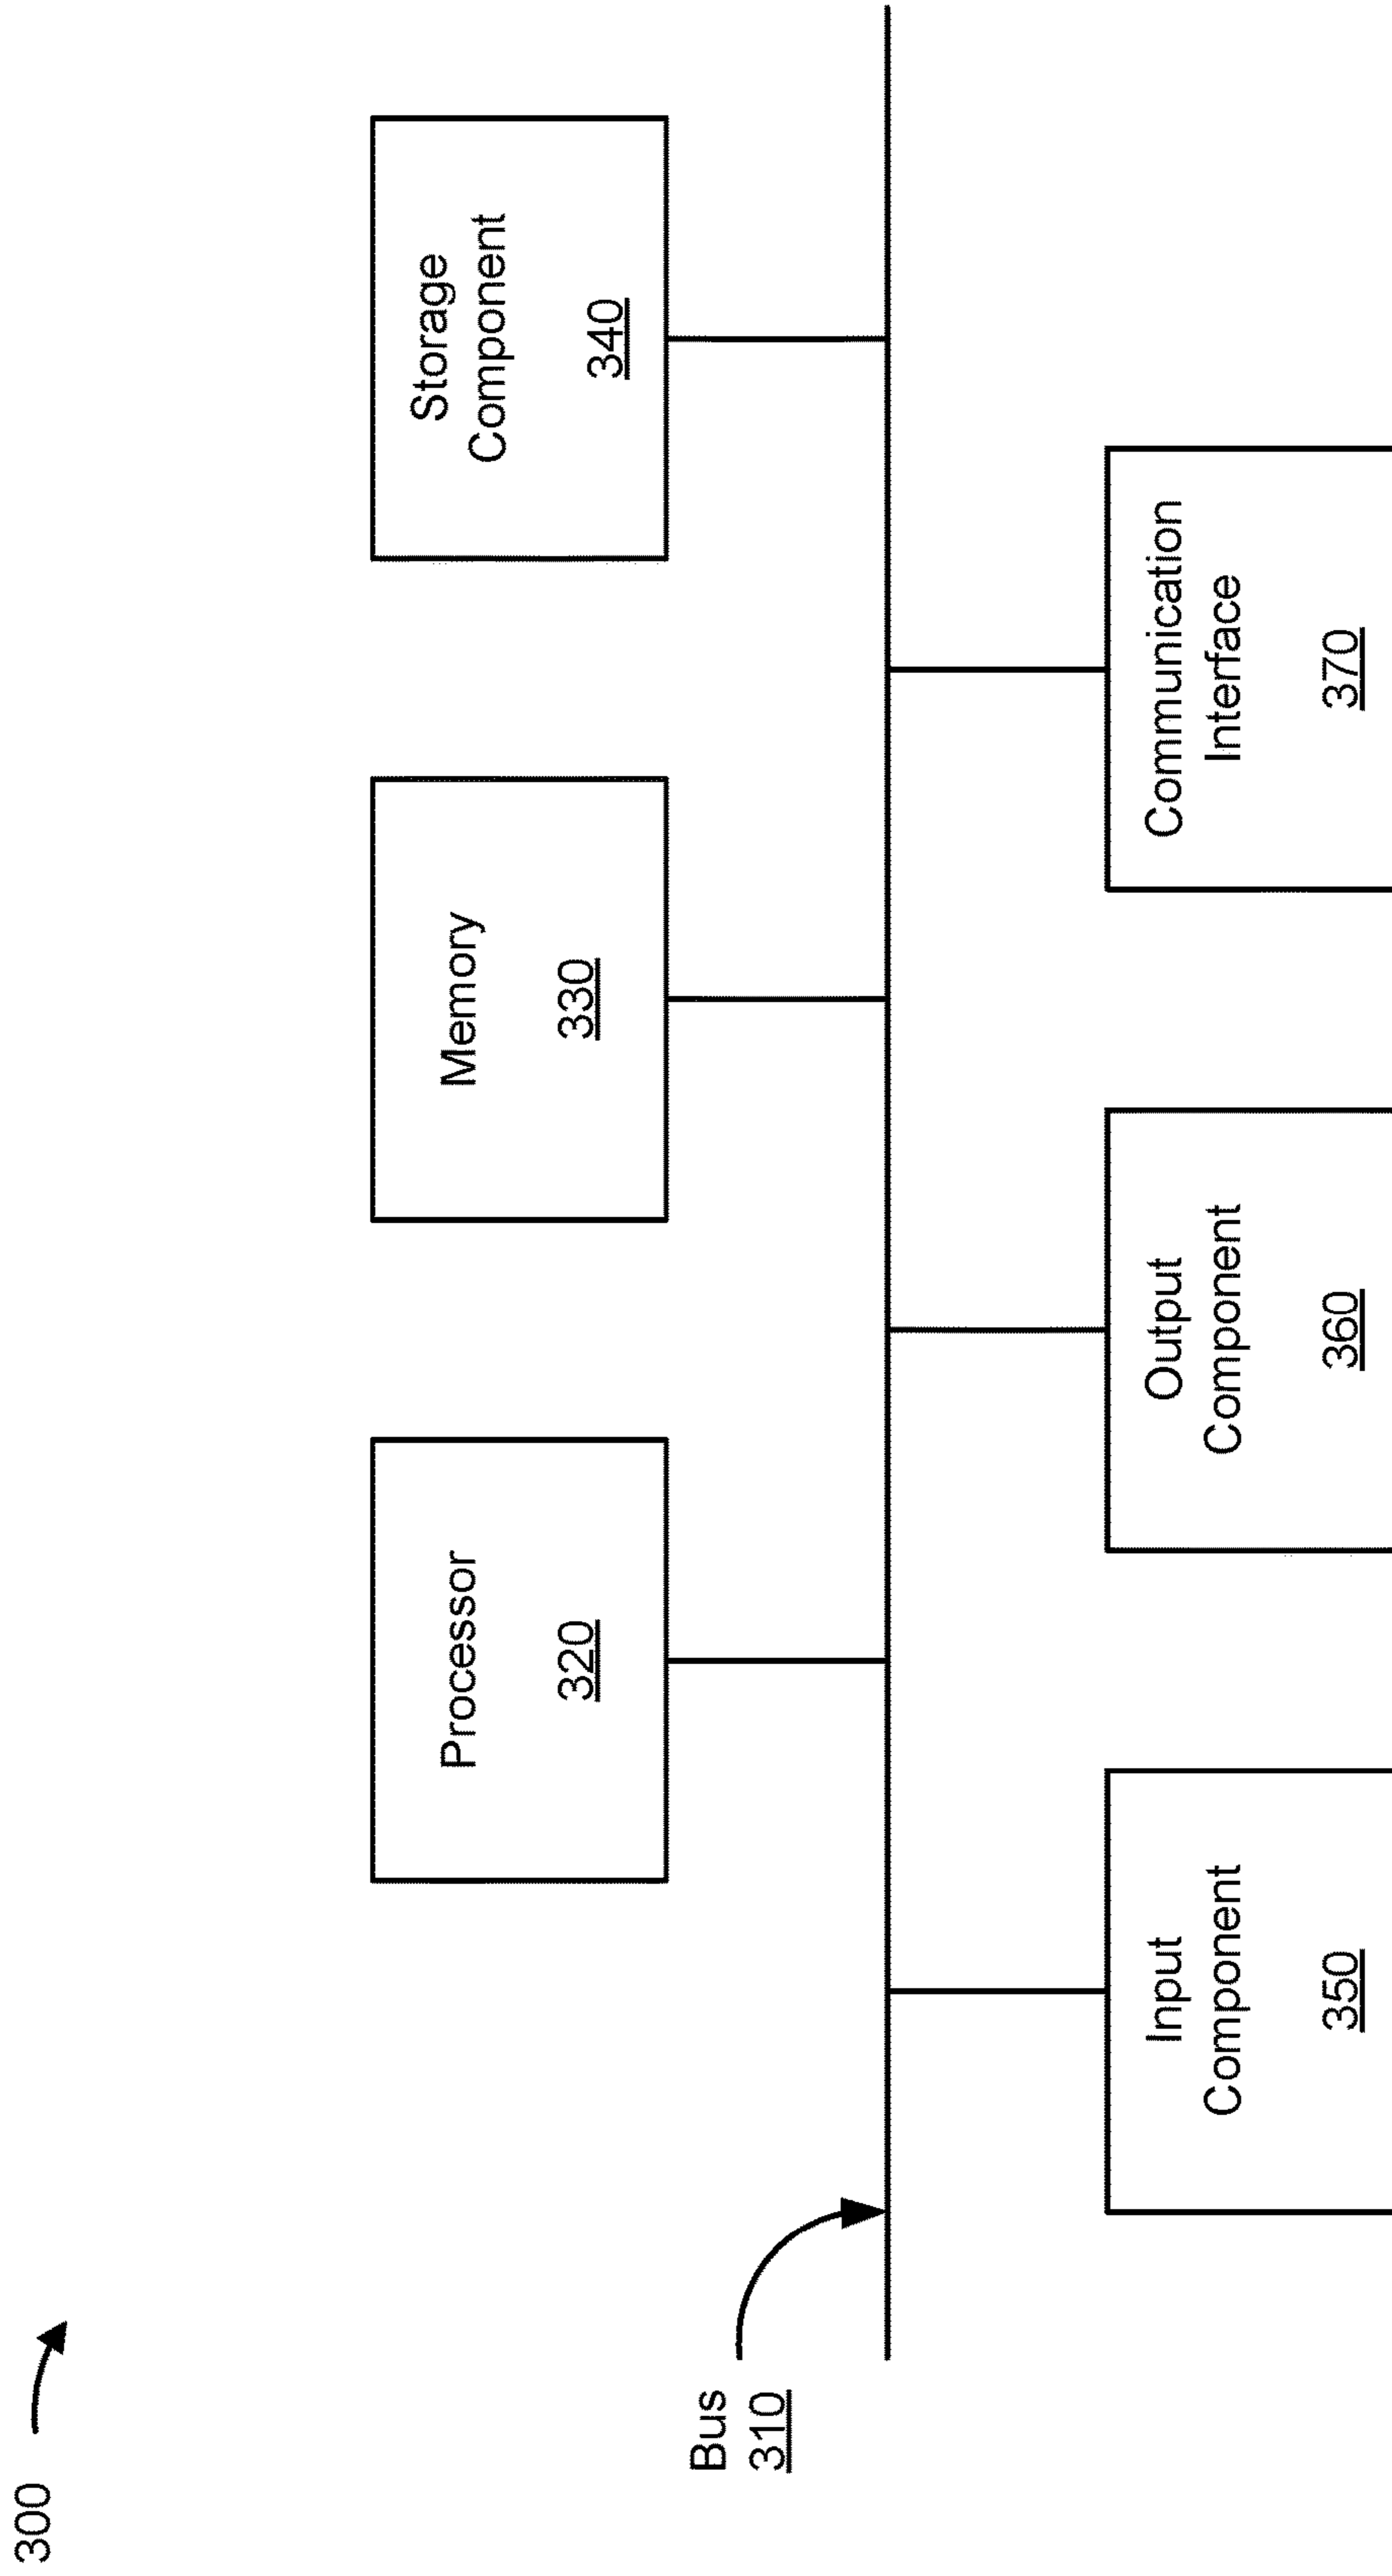 300
Processor
320
Memory
330
Storage
Component
340
Bus
310
Input
Component
350
Output
Component
360
Communication
Interface
370